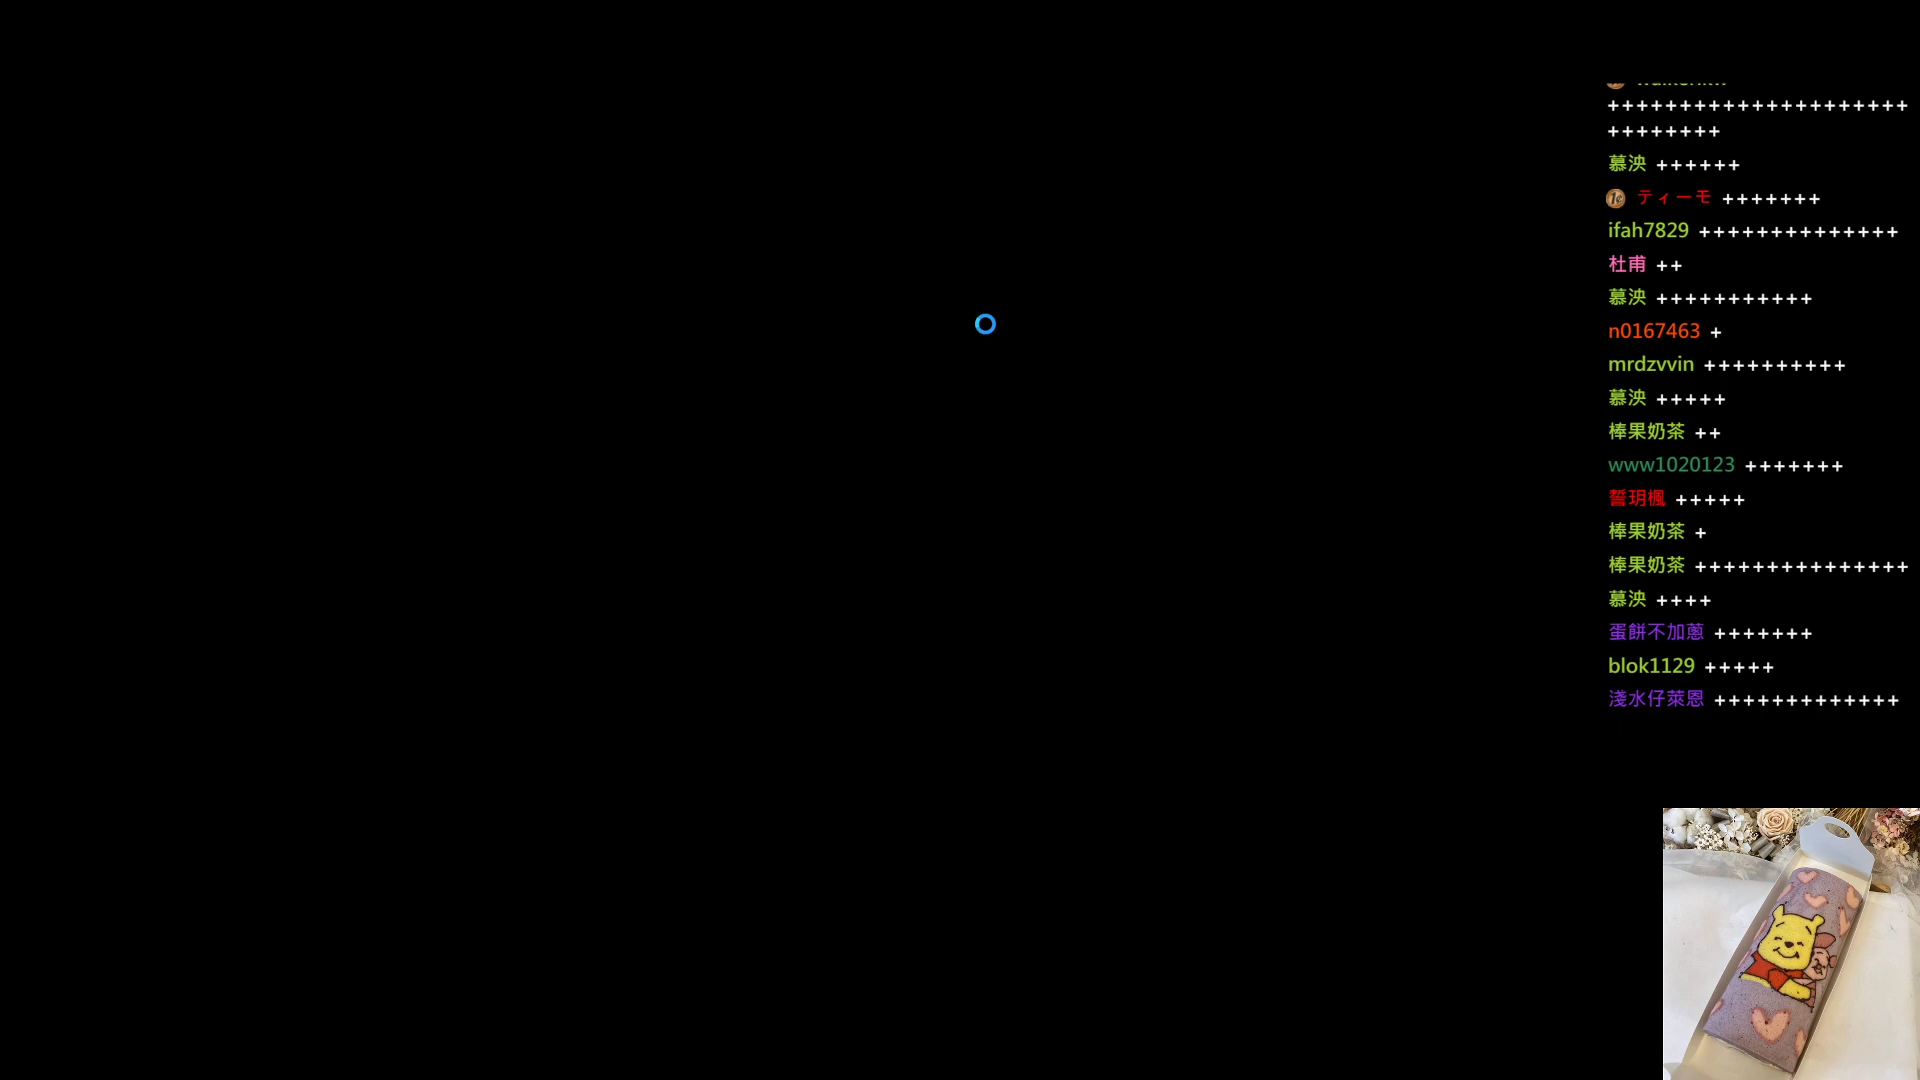 +++++++++++++++++++++
++++++++
慕泱 ++++++
ティーモ +++++++
ifah7829 ++++++++++++++
杜甫 ++
慕泱 +++++++++++
n0167463 +
mrdzvvin ++++++++++
慕泱 +++++
棒果奶茶 ++
www1020123 +++++++
誓玥楓 +++++
棒果奶茶 +
棒果奶茶 +++++++++++++++
慕泱 ++++
蛋餅不加蔥 +++++++
blok1129 +++++
淺水仔萊恩 +++++++++++++